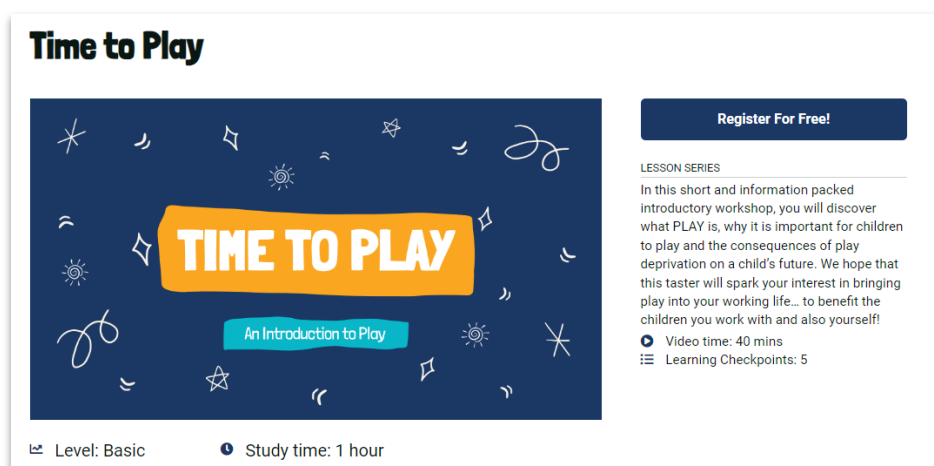 Time to Play
TIME TO PLAY
An Introduction to Play
Level: Basic
Study time: 1 hour
Register For Free!
LESSON SERIES
In this short and information packed
introductory workshop, you will discover
what PLAY is, why it is important for children
to play and the consequences of play
deprivation on a child's future. We hope that
this taster will spark your interest in bringing
play into your working life... to benefit the
children you work with and also yourself!
Video time: 40 mins
Learning Checkpoints: 5